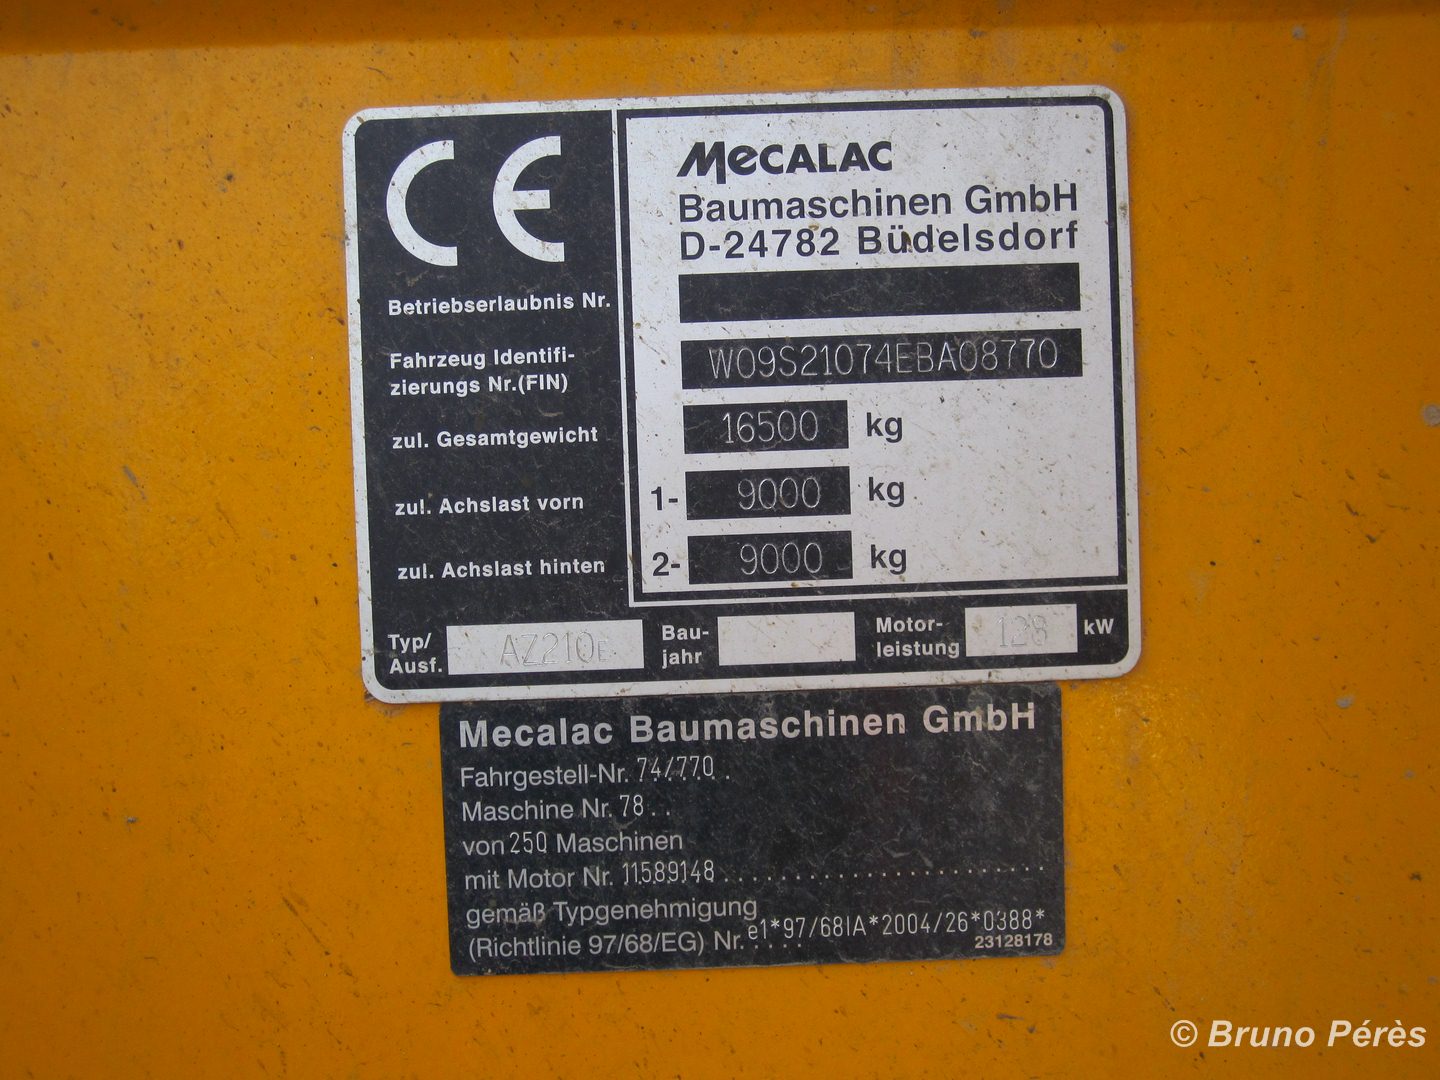 CE
MeCALAC
Baumaschinen GmbH
D-24782 Büdelsdorf
Betriebserlaubnis Nr.
Fahrzeug Identifi-
zierungs Nr.(FIN)
W09S21074EBA08770
zul. Gesamtgewicht 16500 kg
zul. Achslast vorn 1- 9000 kg
zul. Achslast hinten 2- 9000 kg
Typ/
Ausf. AZ210E
Bau-
jahr
Motor-
leistung 128 kW
Mecalac Baumaschinen GmbH
Fahrgestell-Nr. 74/770
Maschine Nr. 78
von 250 Maschinen
mit Motor Nr. 11589148
gemäß Typgenehmigung
(Richtlinie 97/68/EG) Nr. e1*97/68IA*2004/26*0388*
23128178
© Bruno Pérès